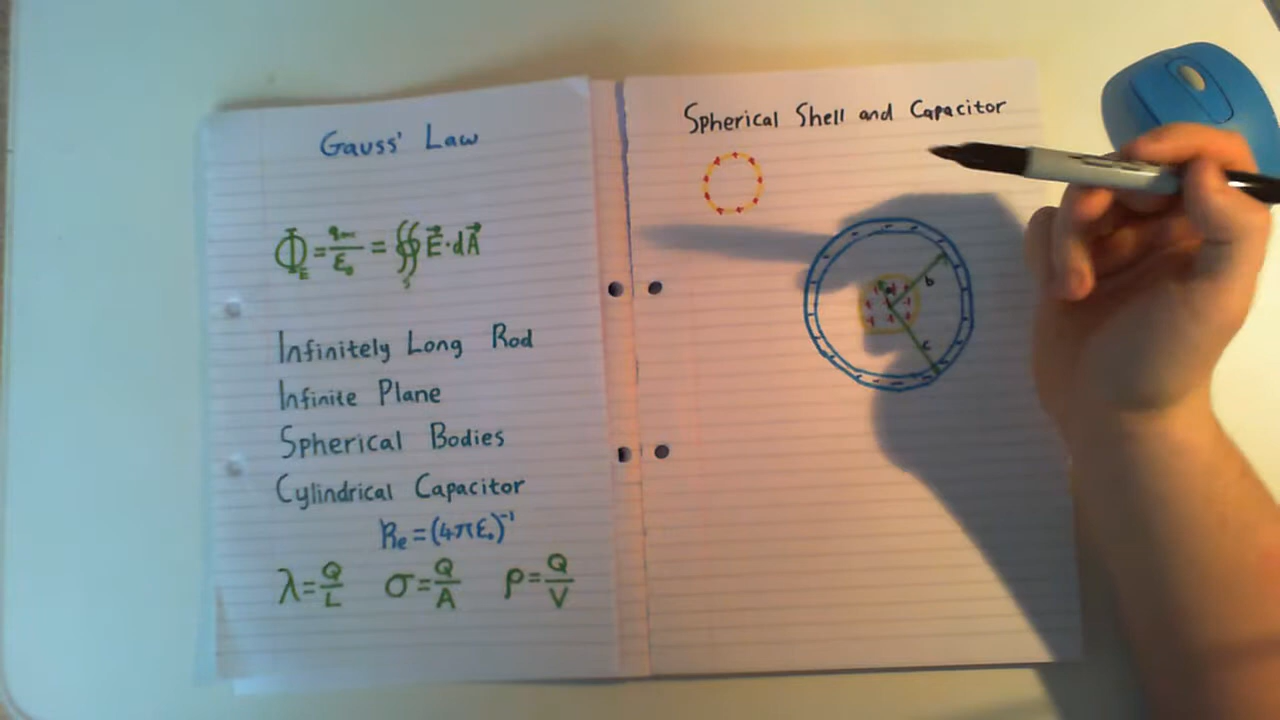 Gauss' Law
Φ_E = q_enc/ε₀ = ∯_S E⃗·dA⃗
Infinitely Long Rod
Infinite Plane
Spherical Bodies
Cylindrical Capacitor
k_e = (4πε₀)⁻¹
λ = Q/L σ = Q/A ρ = Q/V
Spherical Shell and Capacitor
a
b
c